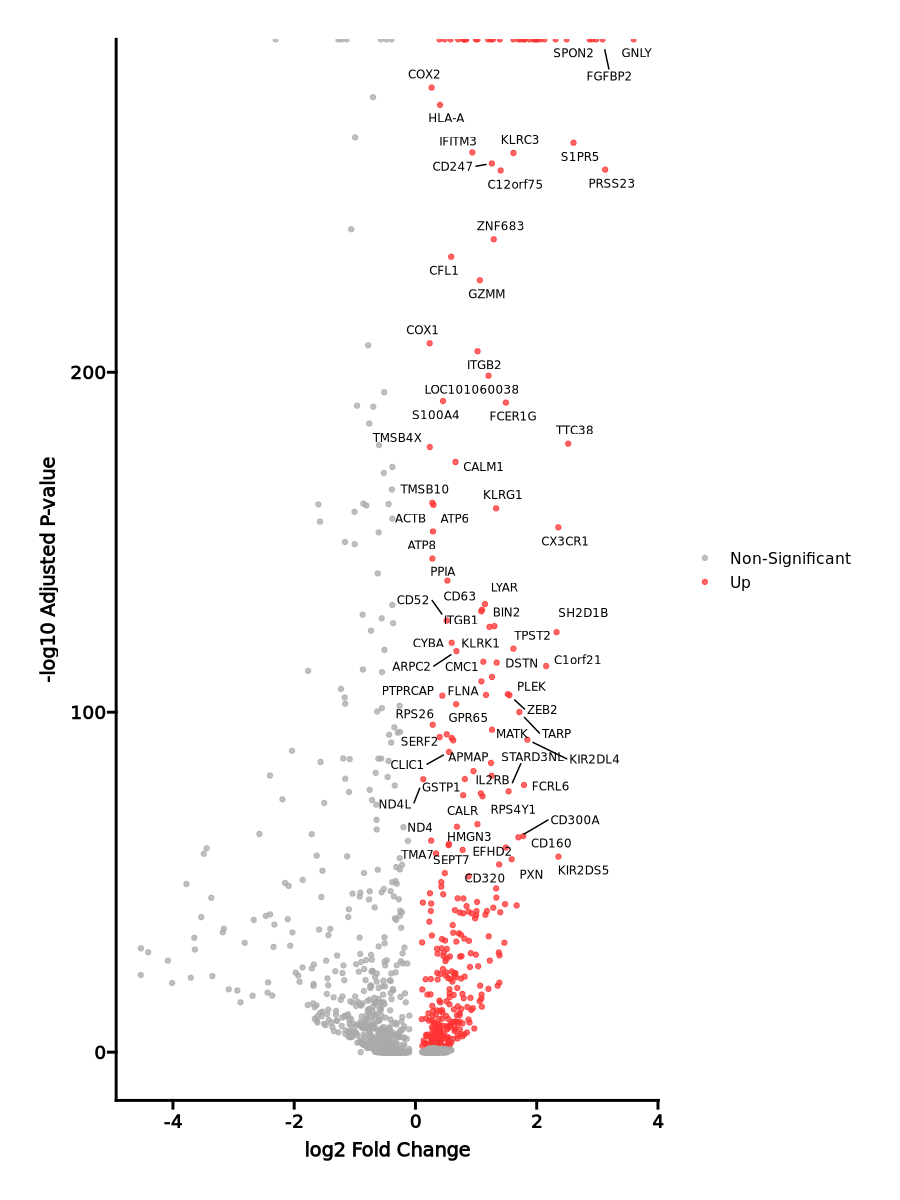 SPON2 GNLY
FGFBP2
COX2
HLA-A
IFITM3 KLRC3
CD247 S1PR5
C12orf75 PRSS23
ZNF683
CFL1
GZMM
COX1
ITGB2
200
LOC101060038
S100A4 FCER1G
TTC38
TMSB4X
CALM1
TMSB10 KLRG1
ACTB ATP6
CX3CR1
ATP8
-log10 Adjusted P-value
Non-Significant
PPIA
Up
LYAR
CD63
CD52
BIN2 SH2D1B
ITGB1
TPST2
CYBA KLRK1
C1orf21
ARPC2 CMC1 DSTN
PTPRCAP FLNA PLEK
ZEB2
100
RPS26 GPR65
MATK TARP
SERF2
APMAP STARD3NL KIR2DL4
CLIC1
IL2RB
GSTP1 FCRL6
ND4L
CALR RPS4Y1
CD300A
ND4
HMGN3 CD160
TMA7 EFHD2
SEPT7
KIR2DS5
CD320 PXN
0
-4 -2 0 2 4
log2 Fold Change